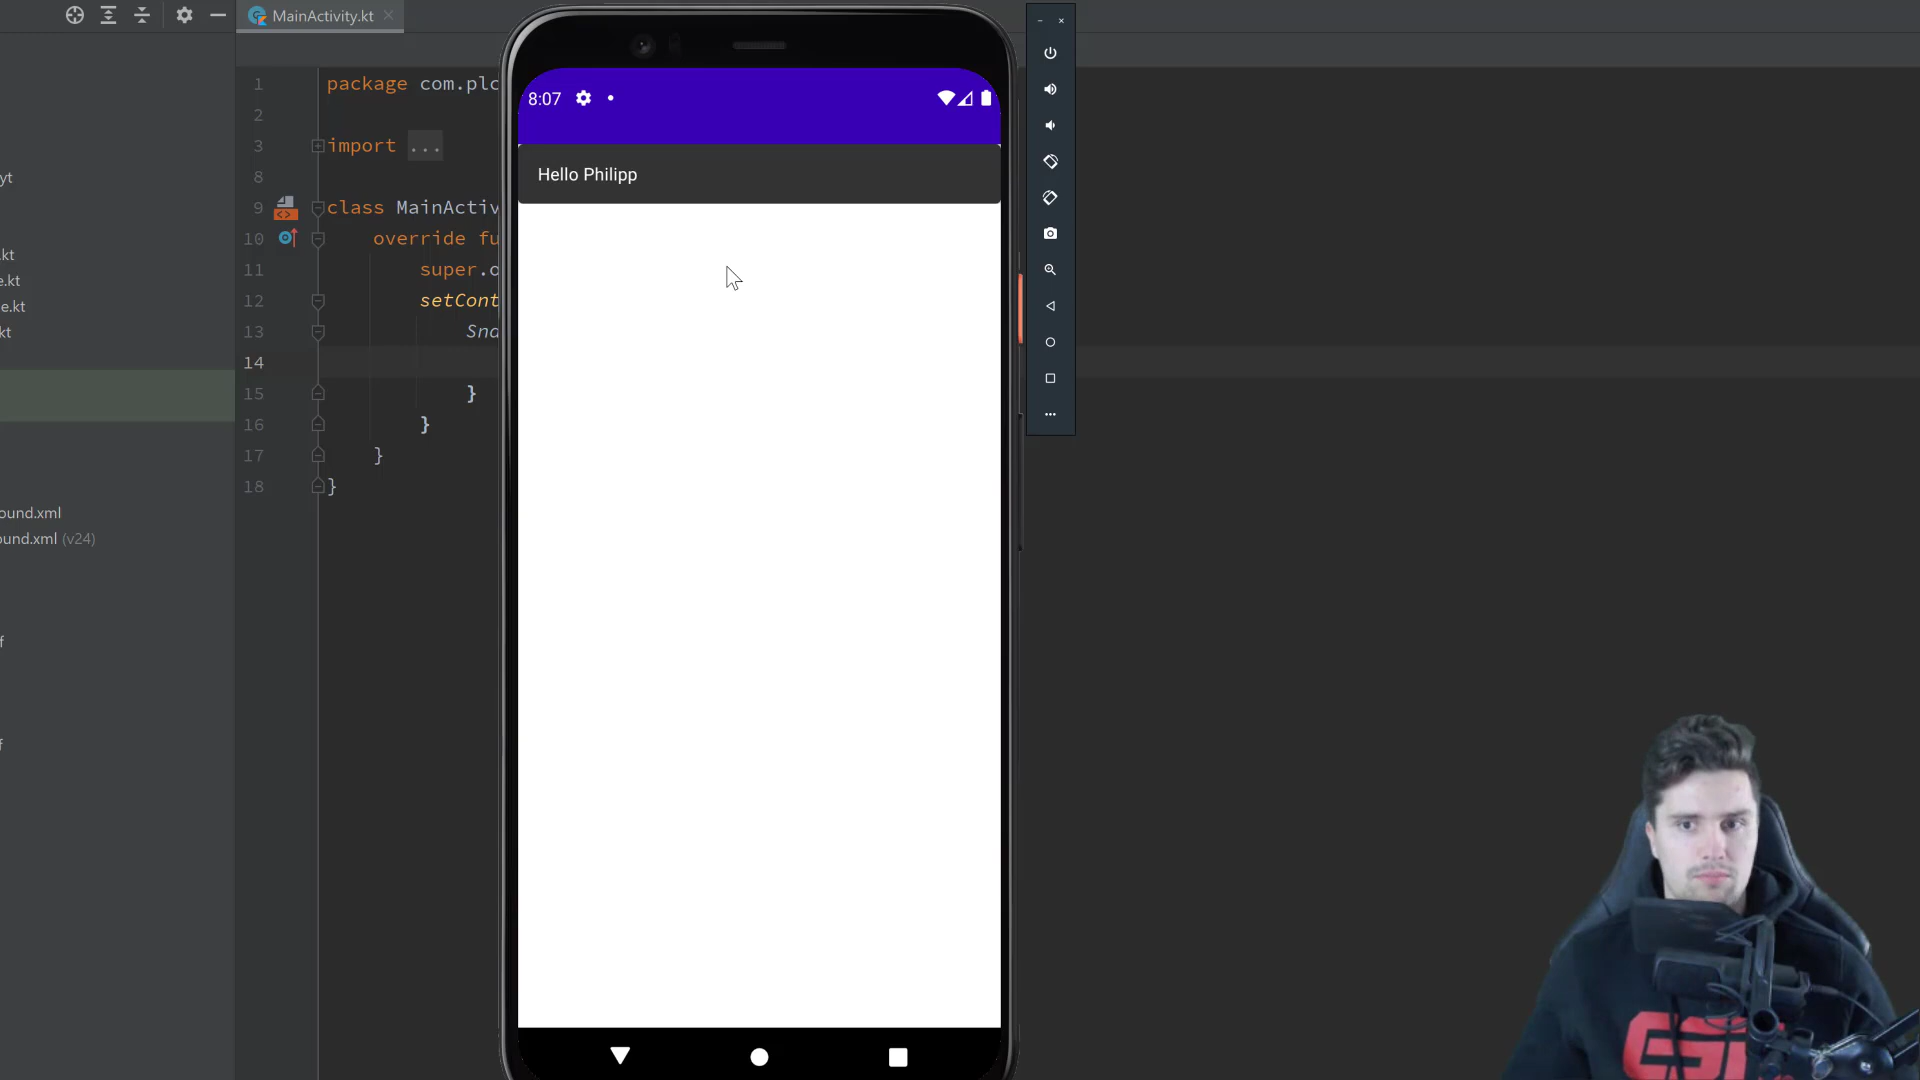 MainActivity.kt
1 package com.plc
2
3 import ...
8
9 class MainActiv
10 override fu
11 super.o
12 setCont
13 Sna
14
15 }
16 }
17 }
18 }
yt
.kt
e.kt
e.kt
kt
ound.xml
ound.xml (v24)
f
f
8:07
Hello Philipp